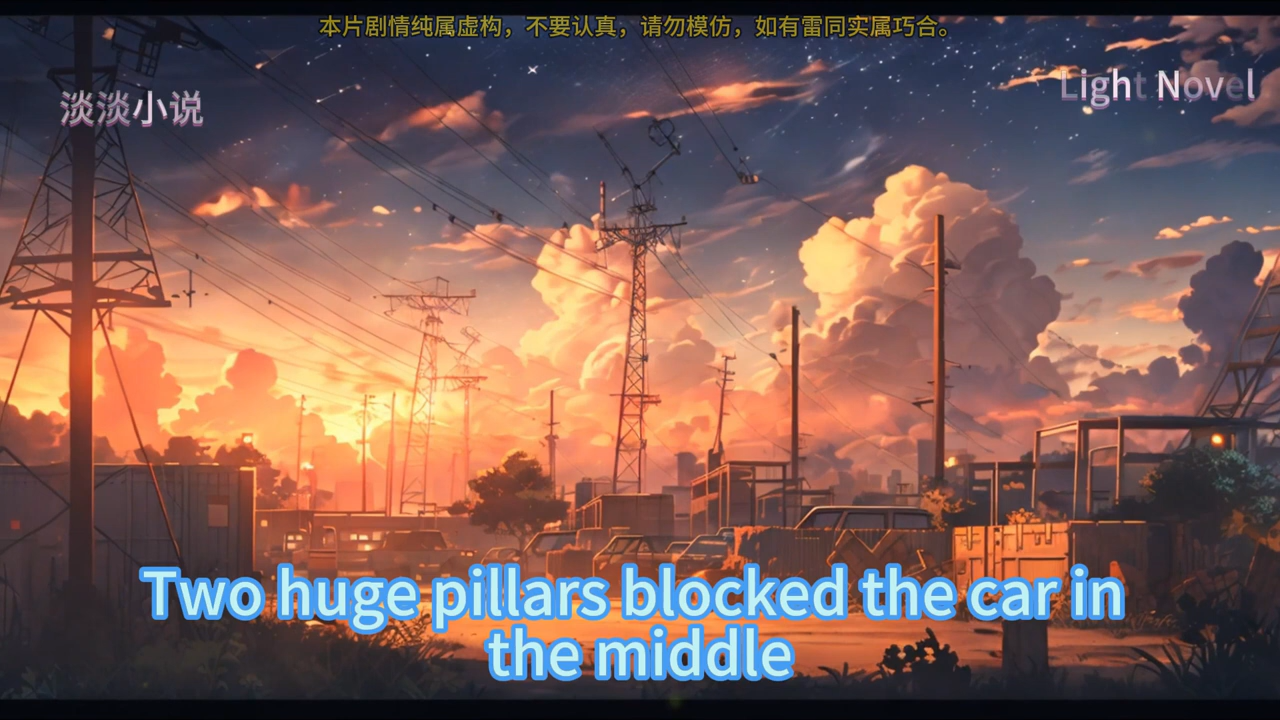 本片剧情纯属虚构，不要认真，请勿模仿，如有雷同实属巧合。
淡淡小说
Light Novel
Two huge pillars blocked the car in
the middle